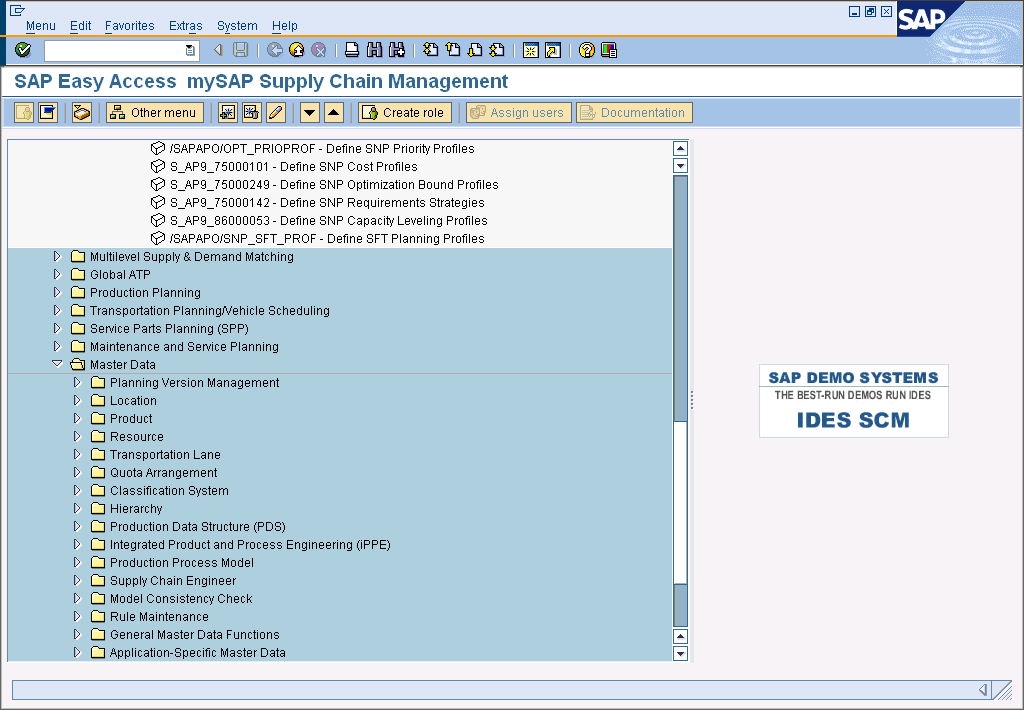 Menu Edit Favorites Extras System Help
SAP
SAP Easy Access mySAP Supply Chain Management
Other menu Create role Assign users Documentation
/SAPAPO/OPT_PRIOPROF - Define SNP Priority Profiles
S_AP9_75000101 - Define SNP Cost Profiles
S_AP9_75000249 - Define SNP Optimization Bound Profiles
S_AP9_75000142 - Define SNP Requirements Strategies
S_AP9_86000053 - Define SNP Capacity Leveling Profiles
/SAPAPO/SNP_SFT_PROF - Define SFT Planning Profiles
Multilevel Supply & Demand Matching
Global ATP
Production Planning
Transportation Planning/Vehicle Scheduling
Service Parts Planning (SPP)
Maintenance and Service Planning
Master Data
Planning Version Management
Location
Product
Resource
Transportation Lane
Quota Arrangement
Classification System
Hierarchy
Production Data Structure (PDS)
Integrated Product and Process Engineering (iPPE)
Production Process Model
Supply Chain Engineer
Model Consistency Check
Rule Maintenance
General Master Data Functions
Application-Specific Master Data
SAP DEMO SYSTEMS
THE BEST-RUN DEMOS RUN IDES
IDES SCM